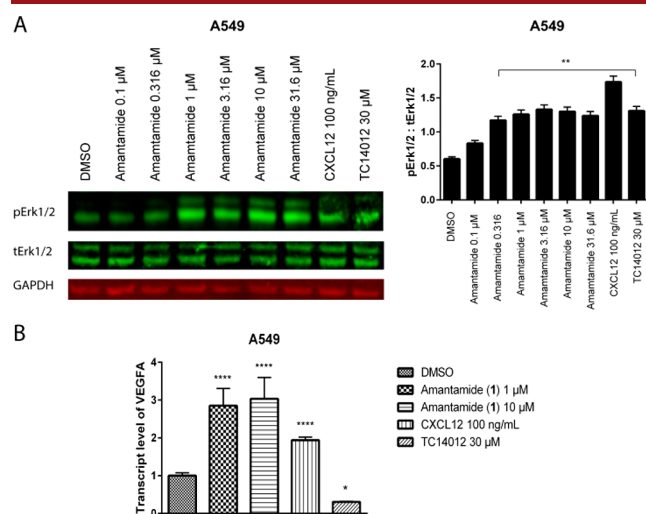 A
A549
DMSO
Amantamide 0.1 µM
Amantamide 0.316 µM
Amantamide 1 µM
Amantamide 3.16 µM
Amantamide 10 µM
Amantamide 31.6 µM
CXCL12 100 ng/mL
TC14012 30 µM
pErk1/2
tErk1/2
GAPDH
A549
pErk1/2 : tErk1/2
2.0
1.5
1.0
0.5
0.0
**
DMSO
Amantamide 0.1 µM
Amantamide 0.316
Amantamide 1 µM
Amantamide 3.16 µM
Amantamide 10 µM
Amantamide 31.6 µM
CXCL12 100 ng/mL
TC14012 30 µM
B
A549
Transcript level of VEGFA
4
3
2
1
0
****
****
****
*
DMSO
Amantamide (1) 1 µM
Amantamide (1) 10 µM
CXCL12 100 ng/mL
TC14012 30 µM